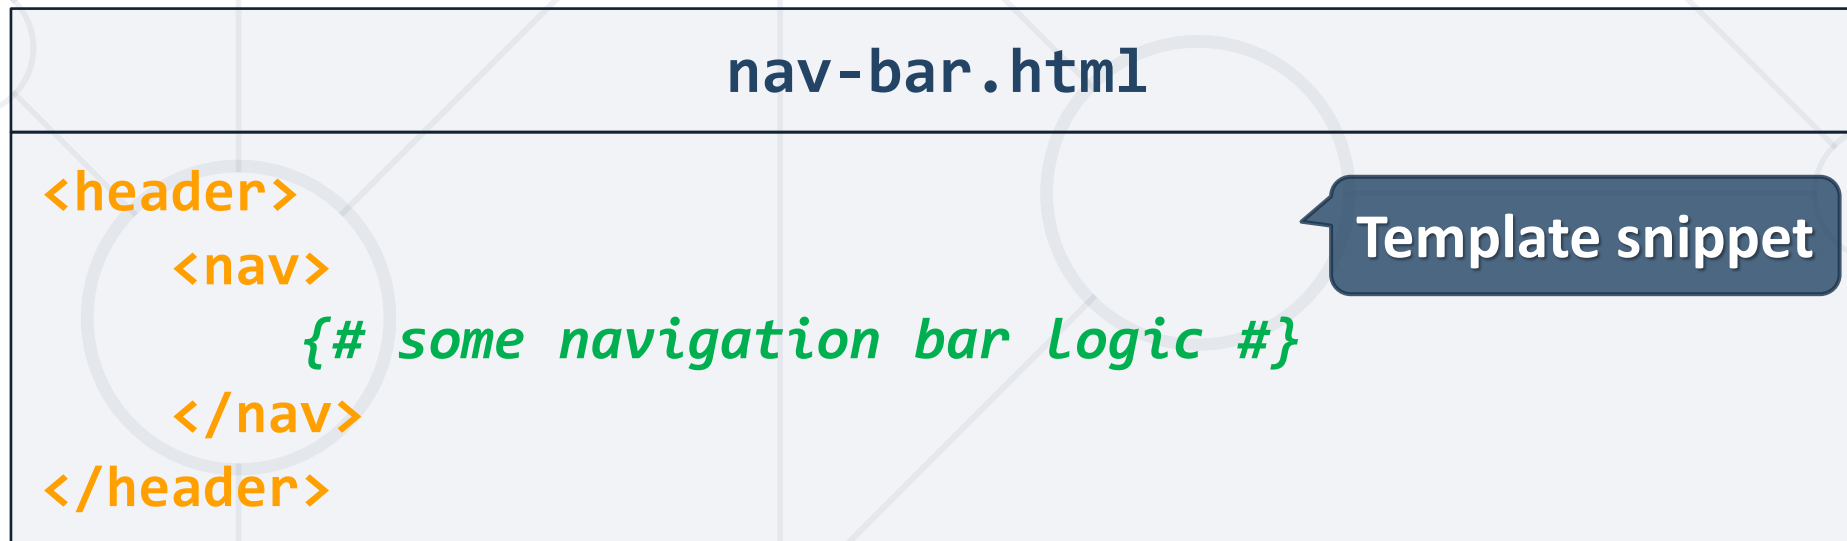 nav-bar.html
<header>
Template snippet
<nav>
{# some navigation bar logic #}
</nav>
</header>